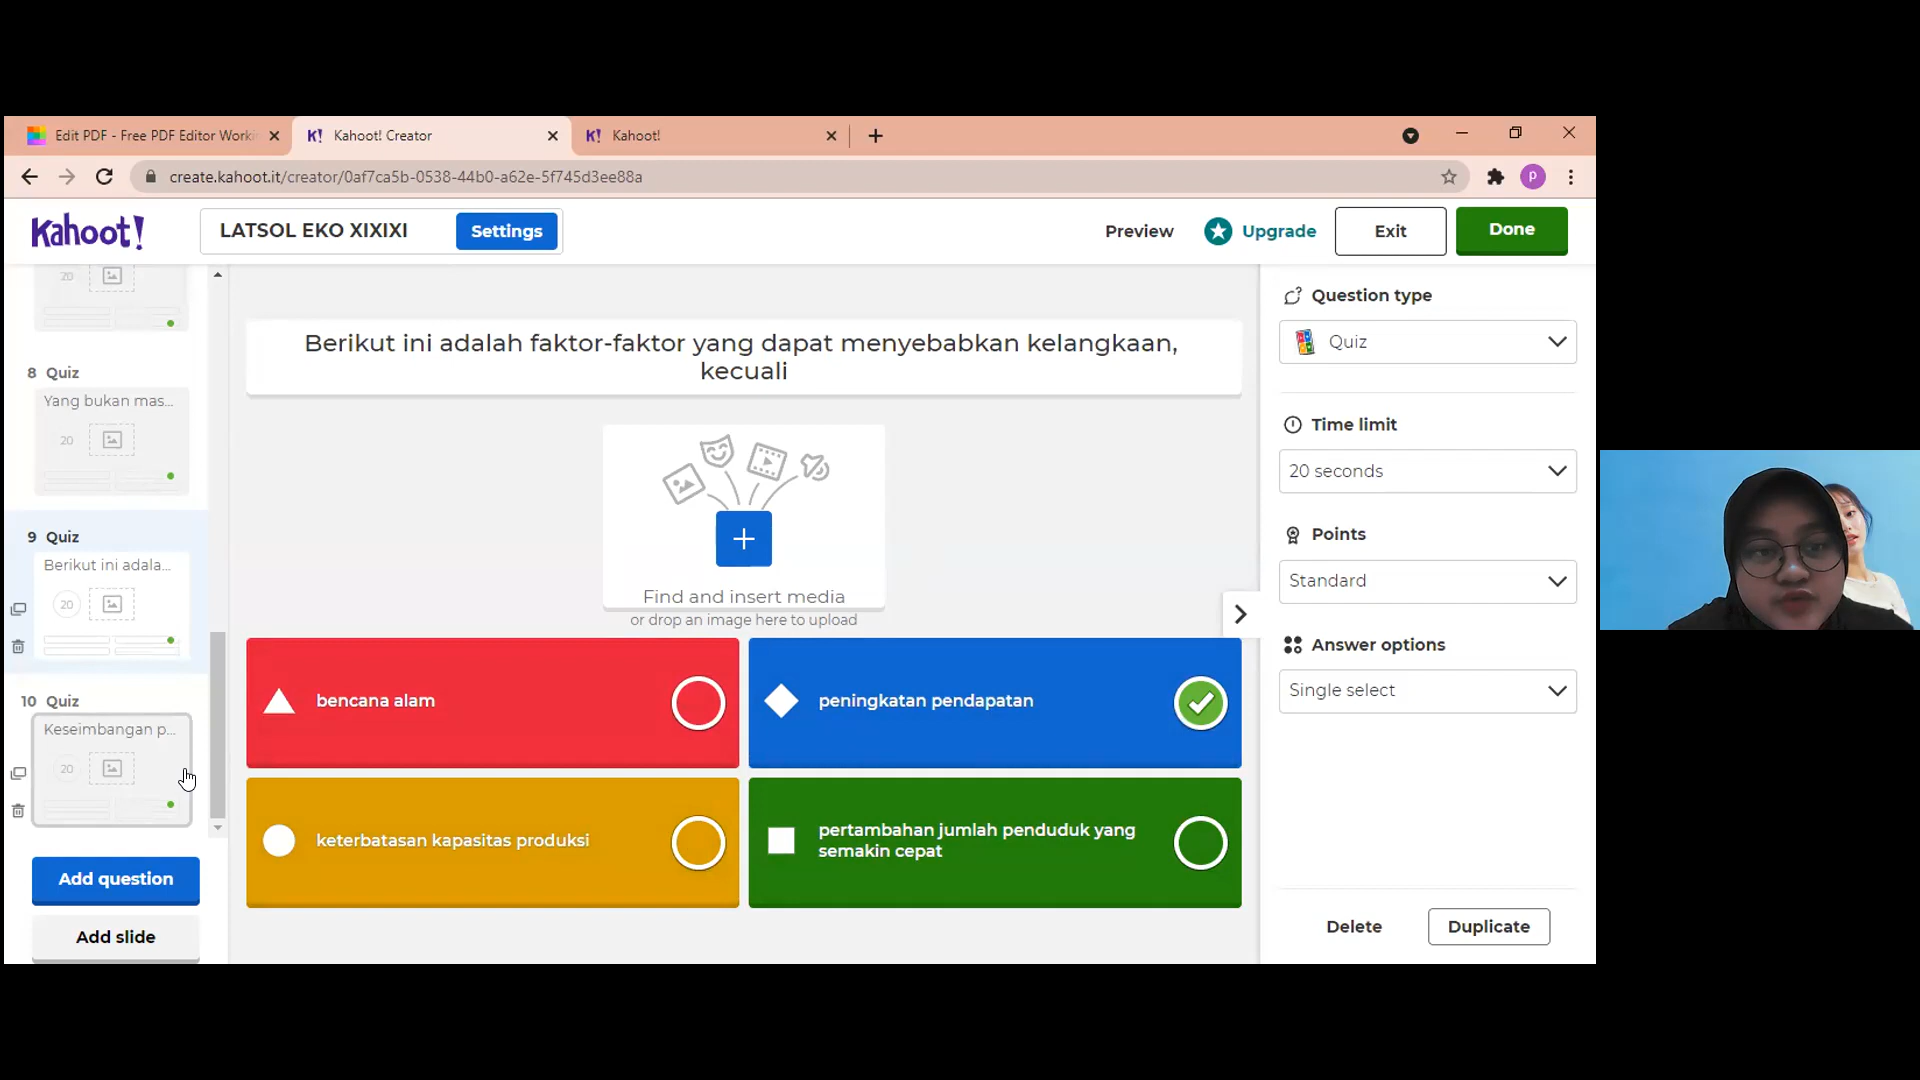 Edit PDF - Free PDF Editor Worki
K! Kahoot! Creator
K! Kahoot!
create.kahoot.it/creator/0af7ca5b-0538-44b0-a62e-5f745d3ee88a
P
Kahoot!
LATSOL EKO XIXIXI
Settings
Preview
Upgrade
Exit
Done
20
8 Quiz
Yang bukan mas...
20
9 Quiz
Berikut ini adala...
20
10 Quiz
Keseimbangan p...
20
Add question
Add slide
Berikut ini adalah faktor-faktor yang dapat menyebabkan kelangkaan,
kecuali
Find and insert media
or drop an image here to upload
bencana alam
peningkatan pendapatan
keterbatasan kapasitas produksi
pertambahan jumlah penduduk yang
semakin cepat
Question type
Quiz
Time limit
20 seconds
Points
Standard
Answer options
Single select
Delete
Duplicate